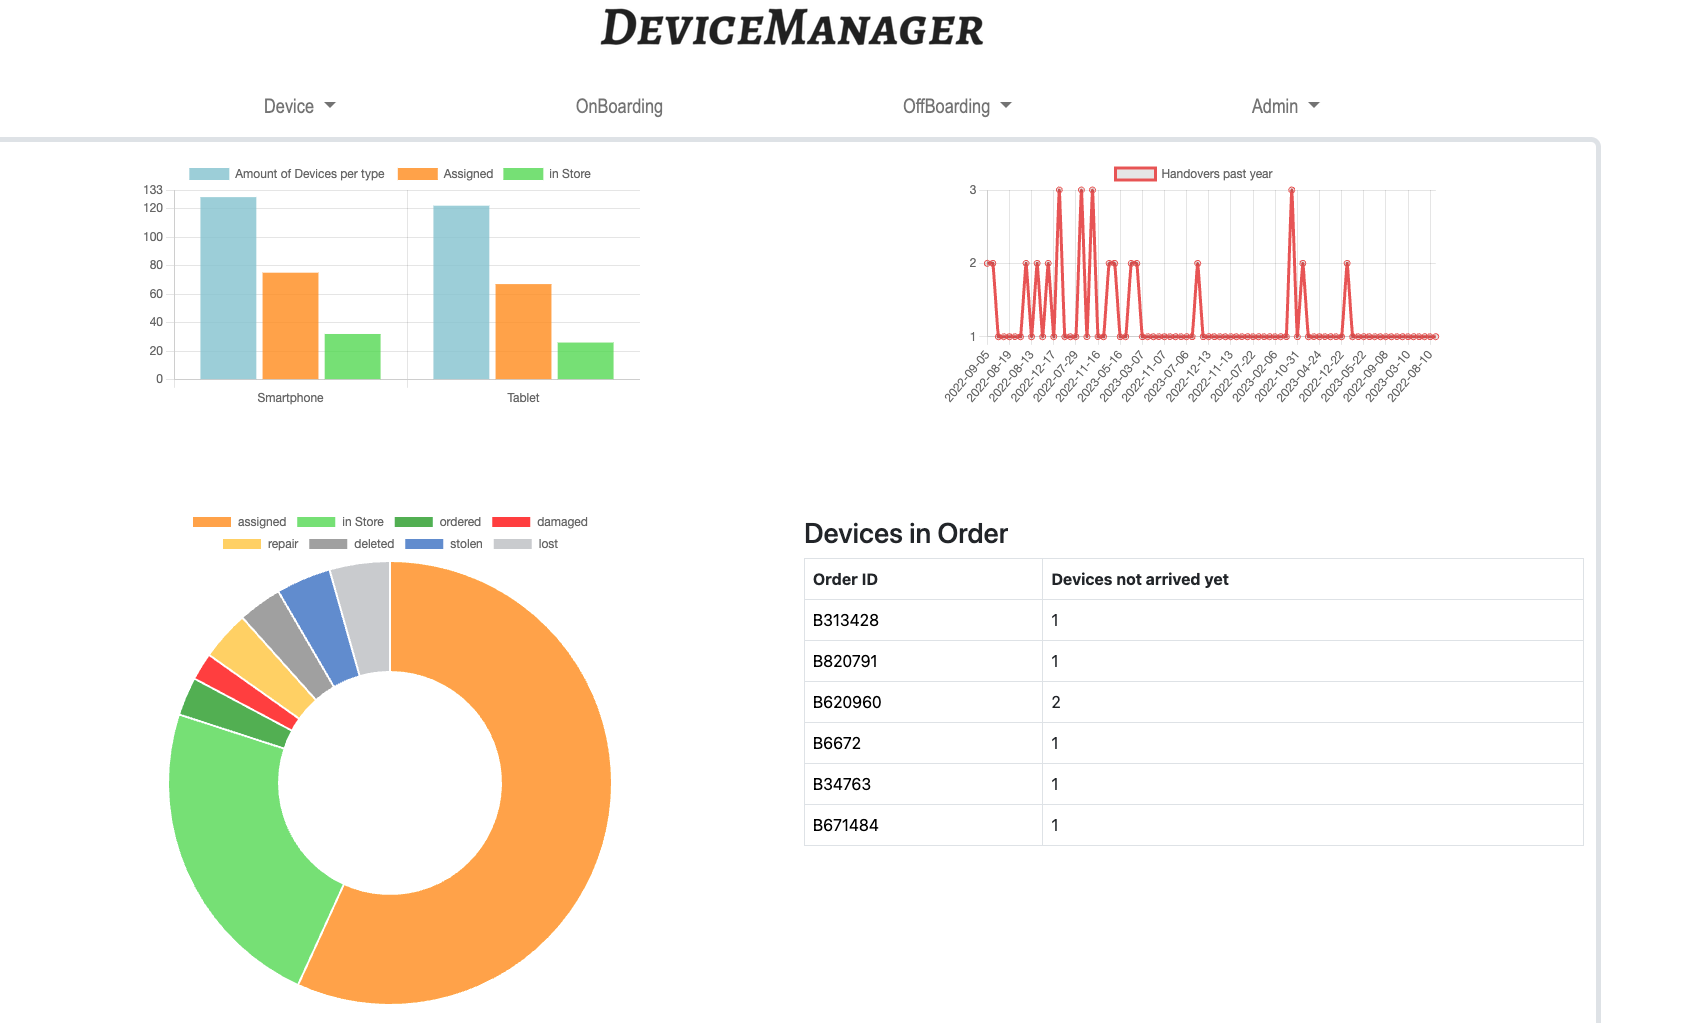 DEVICEMANAGER
Device OnBoarding OffBoarding Admin
Amount of Devices per type Assigned in Store
133
120
100
80
60
40
20
0
Smartphone Tablet
Handovers past year
3
2
1
2022-09-05 2022-08-19 2022-08-13 2022-12-17 2022-07-29 2022-11-16 2023-05-16 2023-03-07 2022-11-07 2023-07-06 2022-12-13 2022-11-13 2022-07-22 2023-02-06 2022-10-31 2023-04-24 2022-12-22 2023-05-22 2022-09-08 2023-03-10 2022-08-10
assigned in Store ordered damaged
repair deleted stolen lost
Devices in Order
Order ID Devices not arrived yet
B313428 1
B820791 1
B620960 2
B6672 1
B34763 1
B671484 1